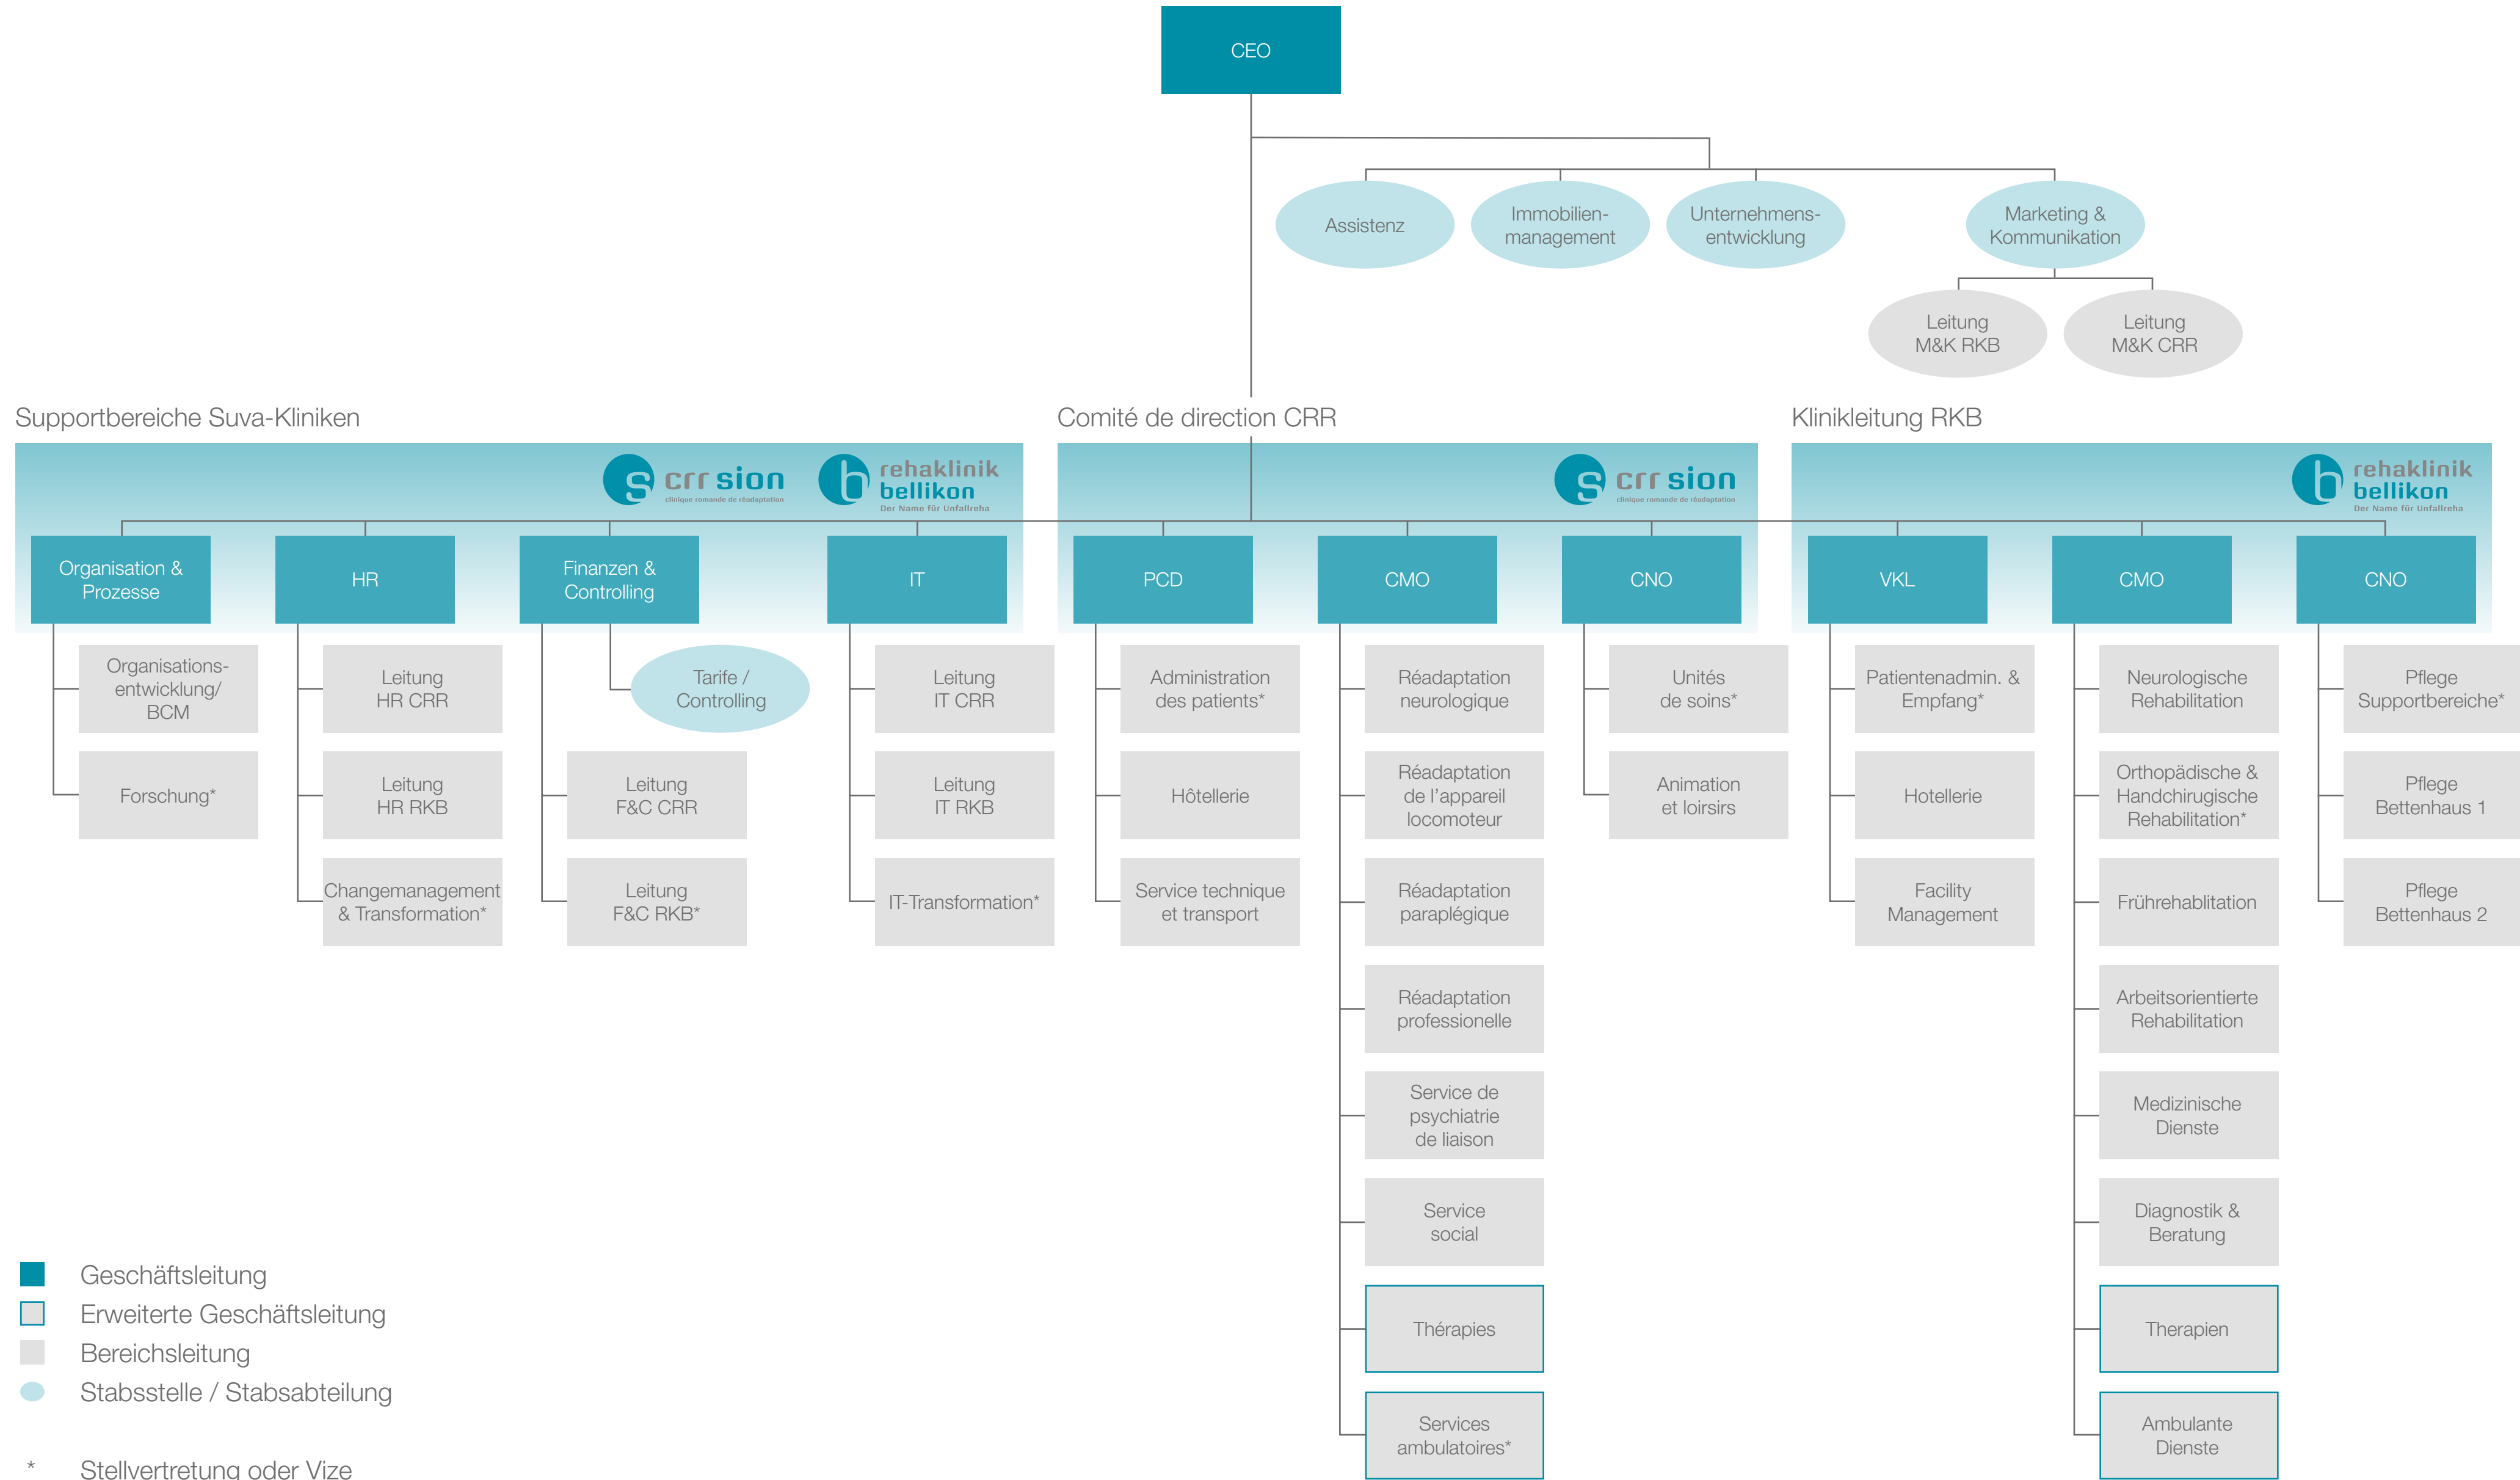 CEO
Assistenz
Immobilien-
management
Unternehmens-
entwicklung
Marketing &
Kommunikation
Leitung
M&K RKB
Leitung
M&K CRR
Supportbereiche Suva-Kliniken
Comité de direction CRR
Klinikleitung RKB
s crr sion
clinique romande de réadaptation
b rehaklinik
bellikon
Der Name für Unfallreha
s crr sion
clinique romande de réadaptation
b rehaklinik
bellikon
Der Name für Unfallreha
Organisation &
Prozesse
HR
Finanzen &
Controlling
IT
PCD
CMO
CNO
VKL
CMO
CNO
Organisations-
entwicklung/
BCM
Forschung*
Leitung
HR CRR
Leitung
HR RKB
Changemanagement
& Transformation*
Tarife /
Controlling
Leitung
F&C CRR
Leitung
F&C RKB*
Leitung
IT CRR
Leitung
IT RKB
IT-Transformation*
Administration
des patients*
Hôtellerie
Service technique
et transport
Réadaptation
neurologique
Réadaptation
de l’appareil
locomoteur
Réadaptation
paraplégique
Réadaptation
professionelle
Service de
psychiatrie
de liaison
Service
social
Thérapies
Services
ambulatoires*
Unités
de soins*
Animation
et loirsirs
Patientenadmin. &
Empfang*
Hotellerie
Facility
Management
Neurologische
Rehabilitation
Orthopädische &
Handchirugische
Rehabilitation*
Frührehablitation
Arbeitsorientierte
Rehabilitation
Medizinische
Dienste
Diagnostik &
Beratung
Therapien
Ambulante
Dienste
Pflege
Supportbereiche*
Pflege
Bettenhaus 1
Pflege
Bettenhaus 2
Geschäftsleitung
Erweiterte Geschäftsleitung
Bereichsleitung
Stabsstelle / Stabsabteilung
* Stellvertretung oder Vize